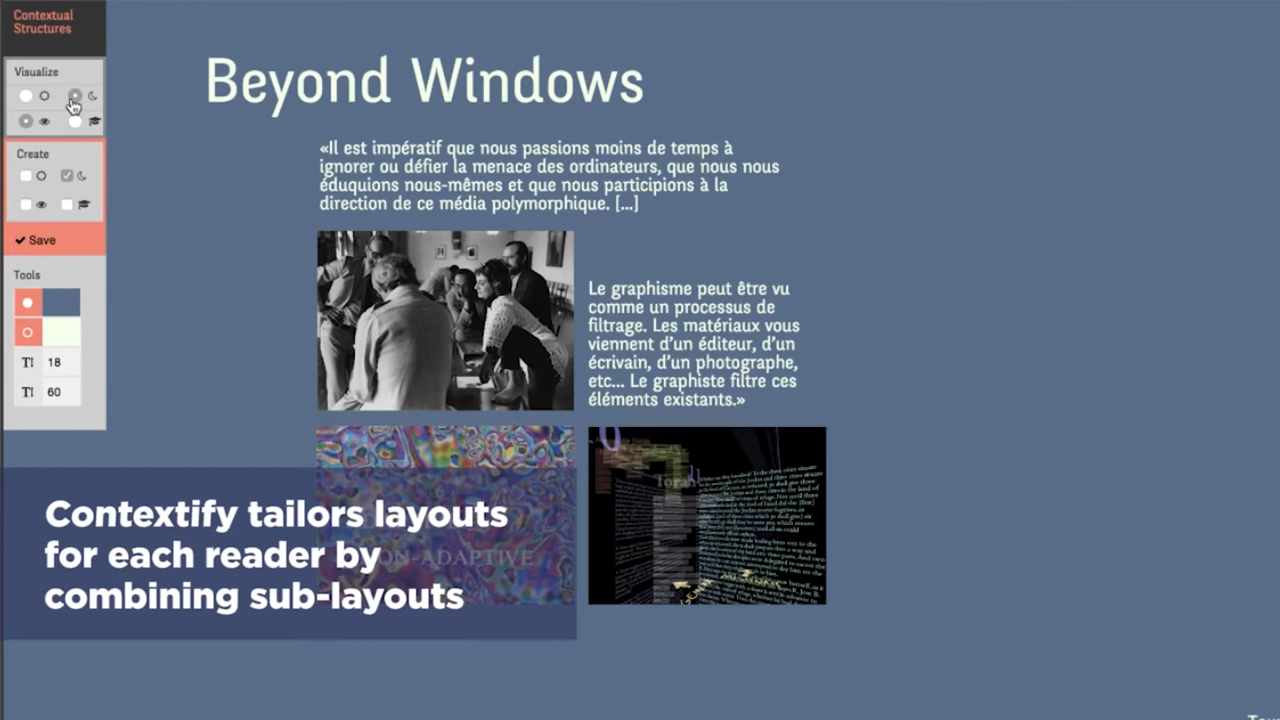 Contextual
Structures
Visualize
Create
Save
Tools
18
60
Beyond Windows
«Il est impératif que nous passions moins de temps à
ignorer ou défier la menace des ordinateurs, que nous nous
éduquions nous-mêmes et que nous participions à la
direction de ce média polymorphique. [...]
Le graphisme peut être vu
comme un processus de
filtrage. Les matériaux vous
viennent d'un éditeur, d'un
écrivain, d'un photographe,
etc... Le graphiste filtre ces
éléments existants.»
ON-ADAPTIVE
Contextify tailors layouts
for each reader by
combining sub-layouts